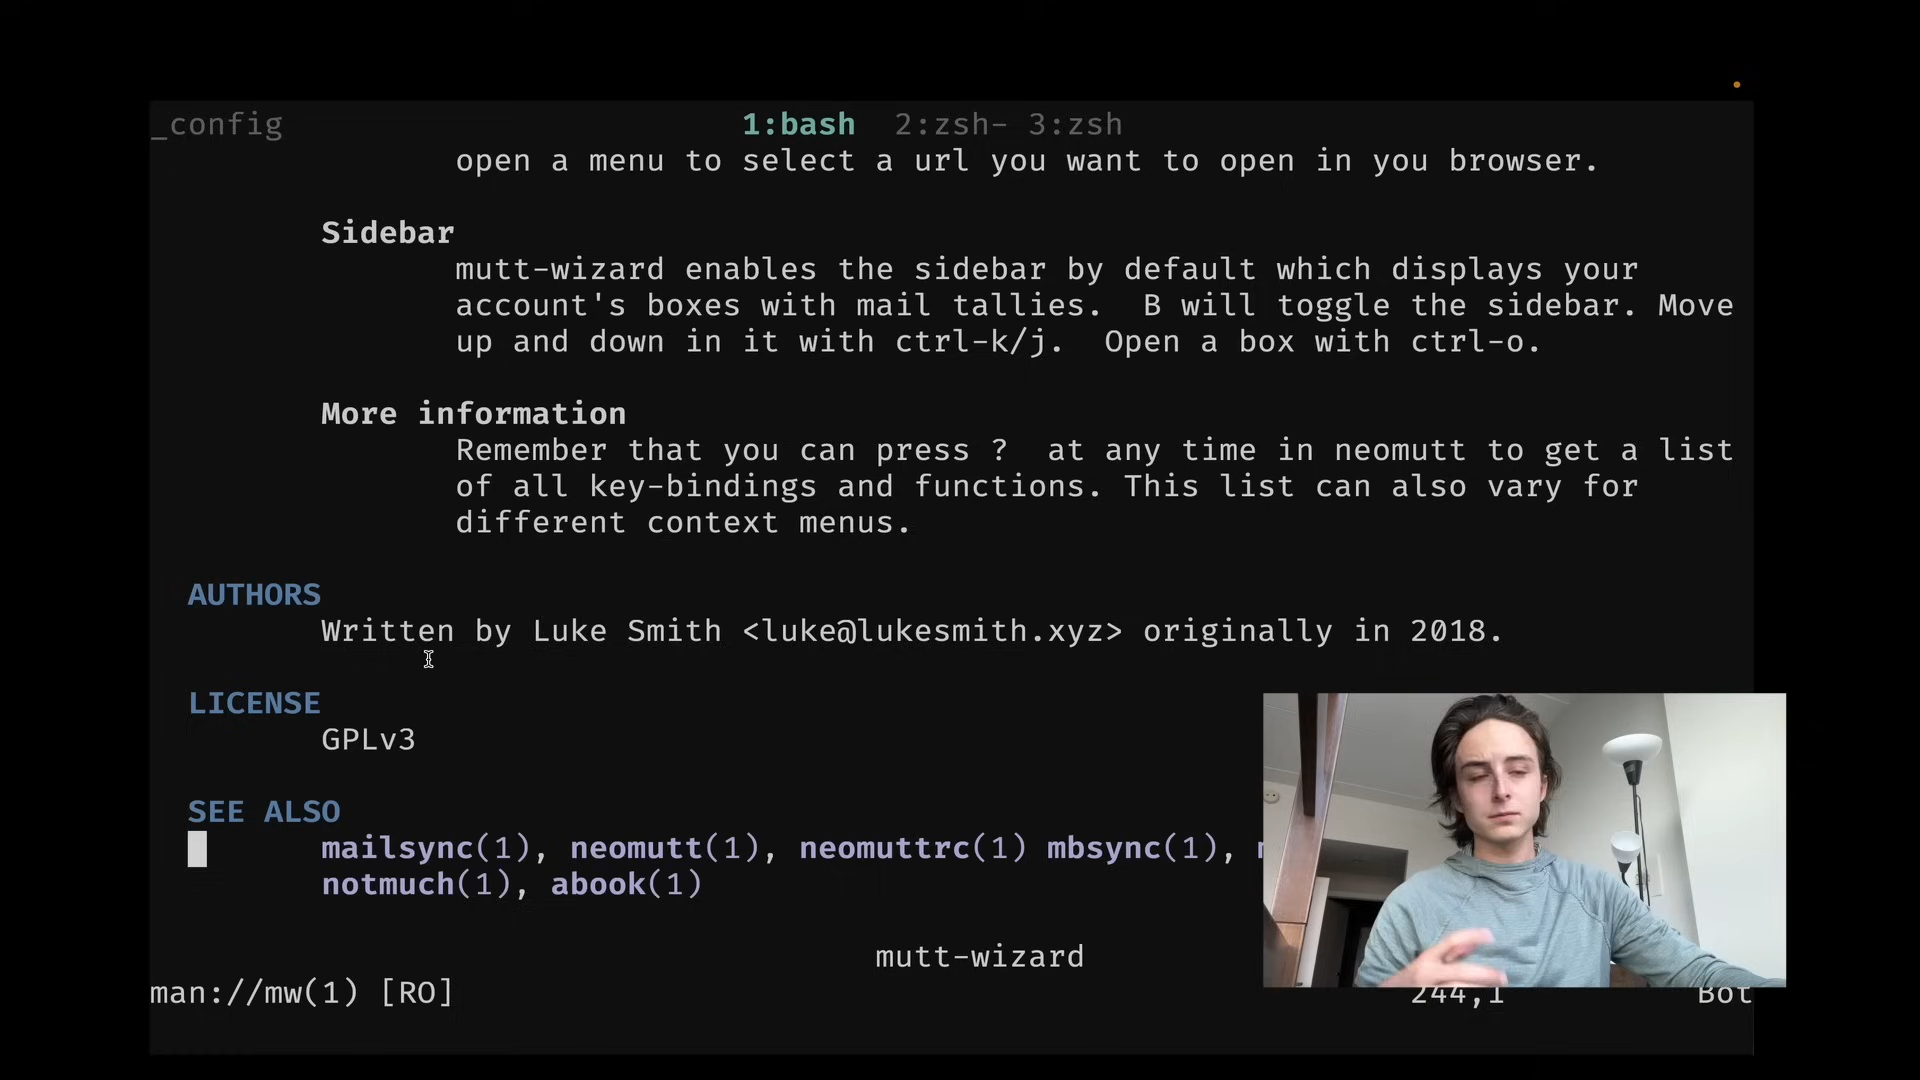 _config 1:bash 2:zsh- 3:zsh
open a menu to select a url you want to open in you browser.
Sidebar
mutt-wizard enables the sidebar by default which displays your
account's boxes with mail tallies.  B will toggle the sidebar. Move
up and down in it with ctrl-k/j.  Open a box with ctrl-o.
More information
Remember that you can press ?  at any time in neomutt to get a list
of all key-bindings and functions. This list can also vary for
different context menus.
AUTHORS
Written by Luke Smith <luke@lukesmith.xyz> originally in 2018.
LICENSE
GPLv3
SEE ALSO
mailsync(1), neomutt(1), neomuttrc(1) mbsync(1),
notmuch(1), abook(1)
mutt-wizard
man://mw(1) [RO] 244,1 Bot